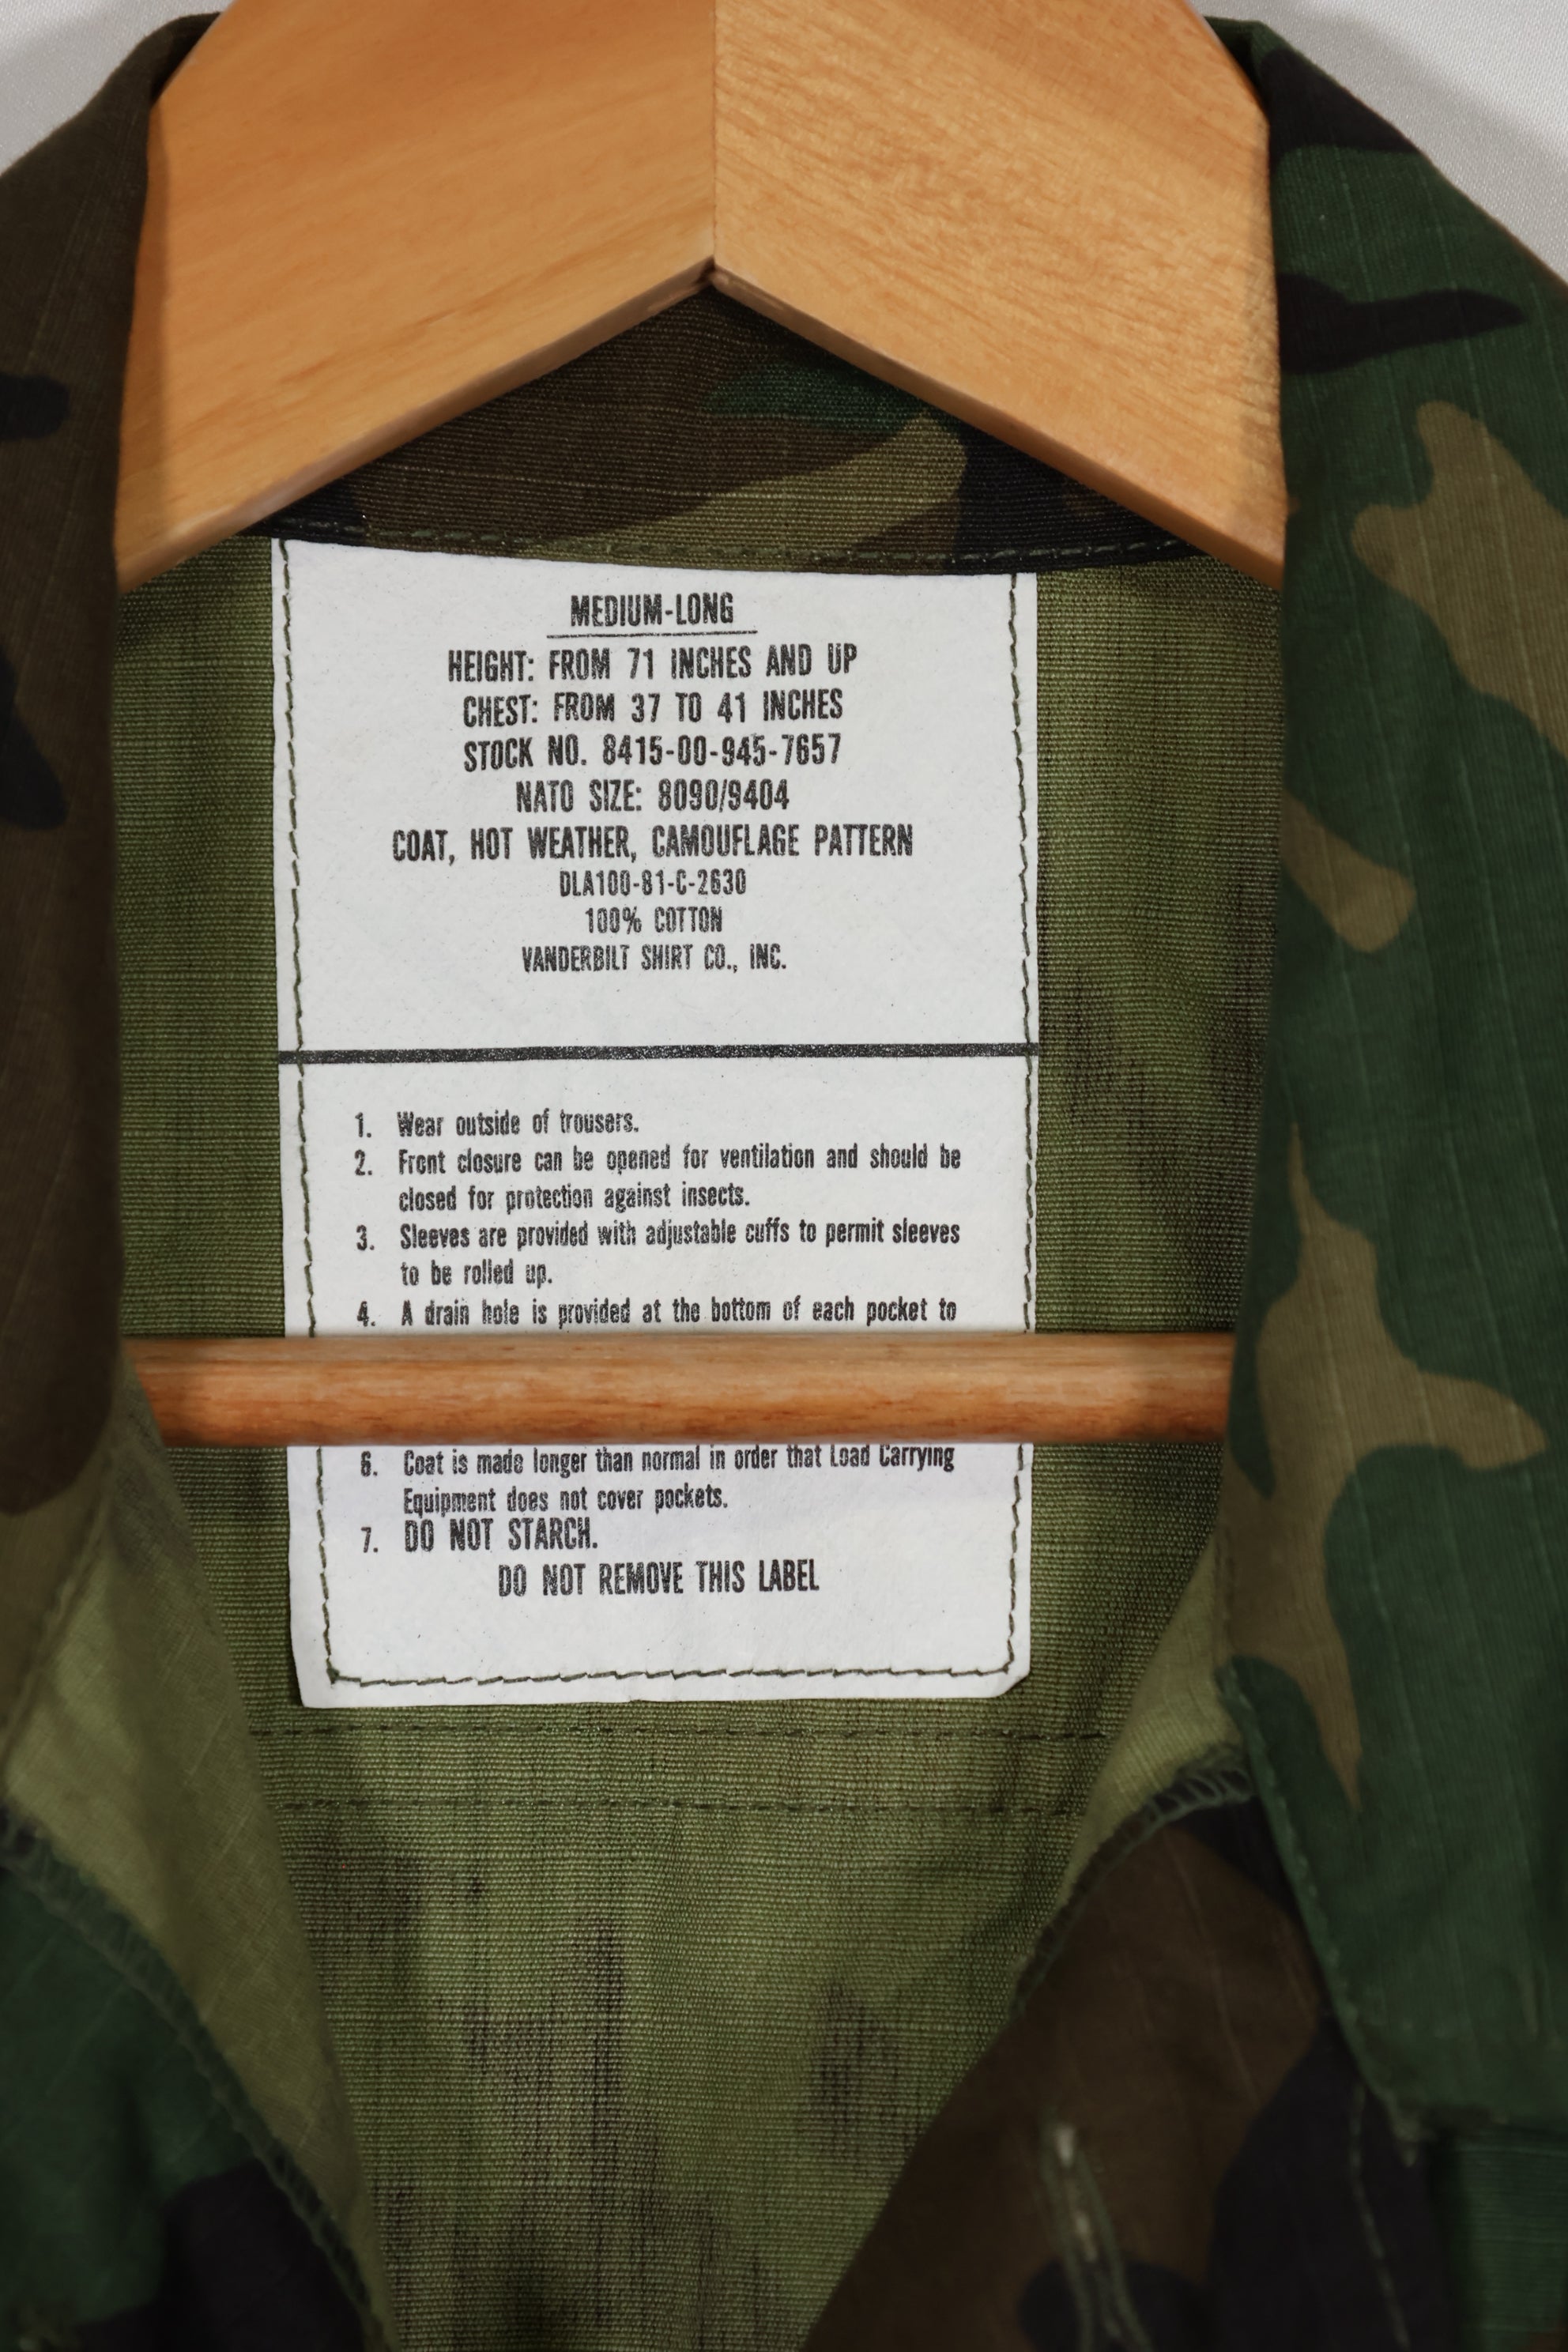 MEDIUM-LONG
HEIGHT: FROM 71 INCHES AND UP
CHEST: FROM 37 TO 41 INCHES
STOCK NO. 8415-00-945-7657
NATO SIZE: 8090/9404
COAT, HOT WEATHER, CAMOUFLAGE PATTERN
DLA100-81-C-2630
100% COTTON
VANDERBILT SHIRT CO., INC.
1. Wear outside of trousers.
2. Front closure can be opened for ventilation and should be
closed for protection against insects.
3. Sleeves are provided with adjustable cuffs to permit sleeves
to be rolled up.
4. A drain hole is provided at the bottom of each pocket to
6. Coat is made longer than normal in order that Load Carrying
Equipment does not cover pockets.
7. DO NOT STARCH.
DO NOT REMOVE THIS LABEL